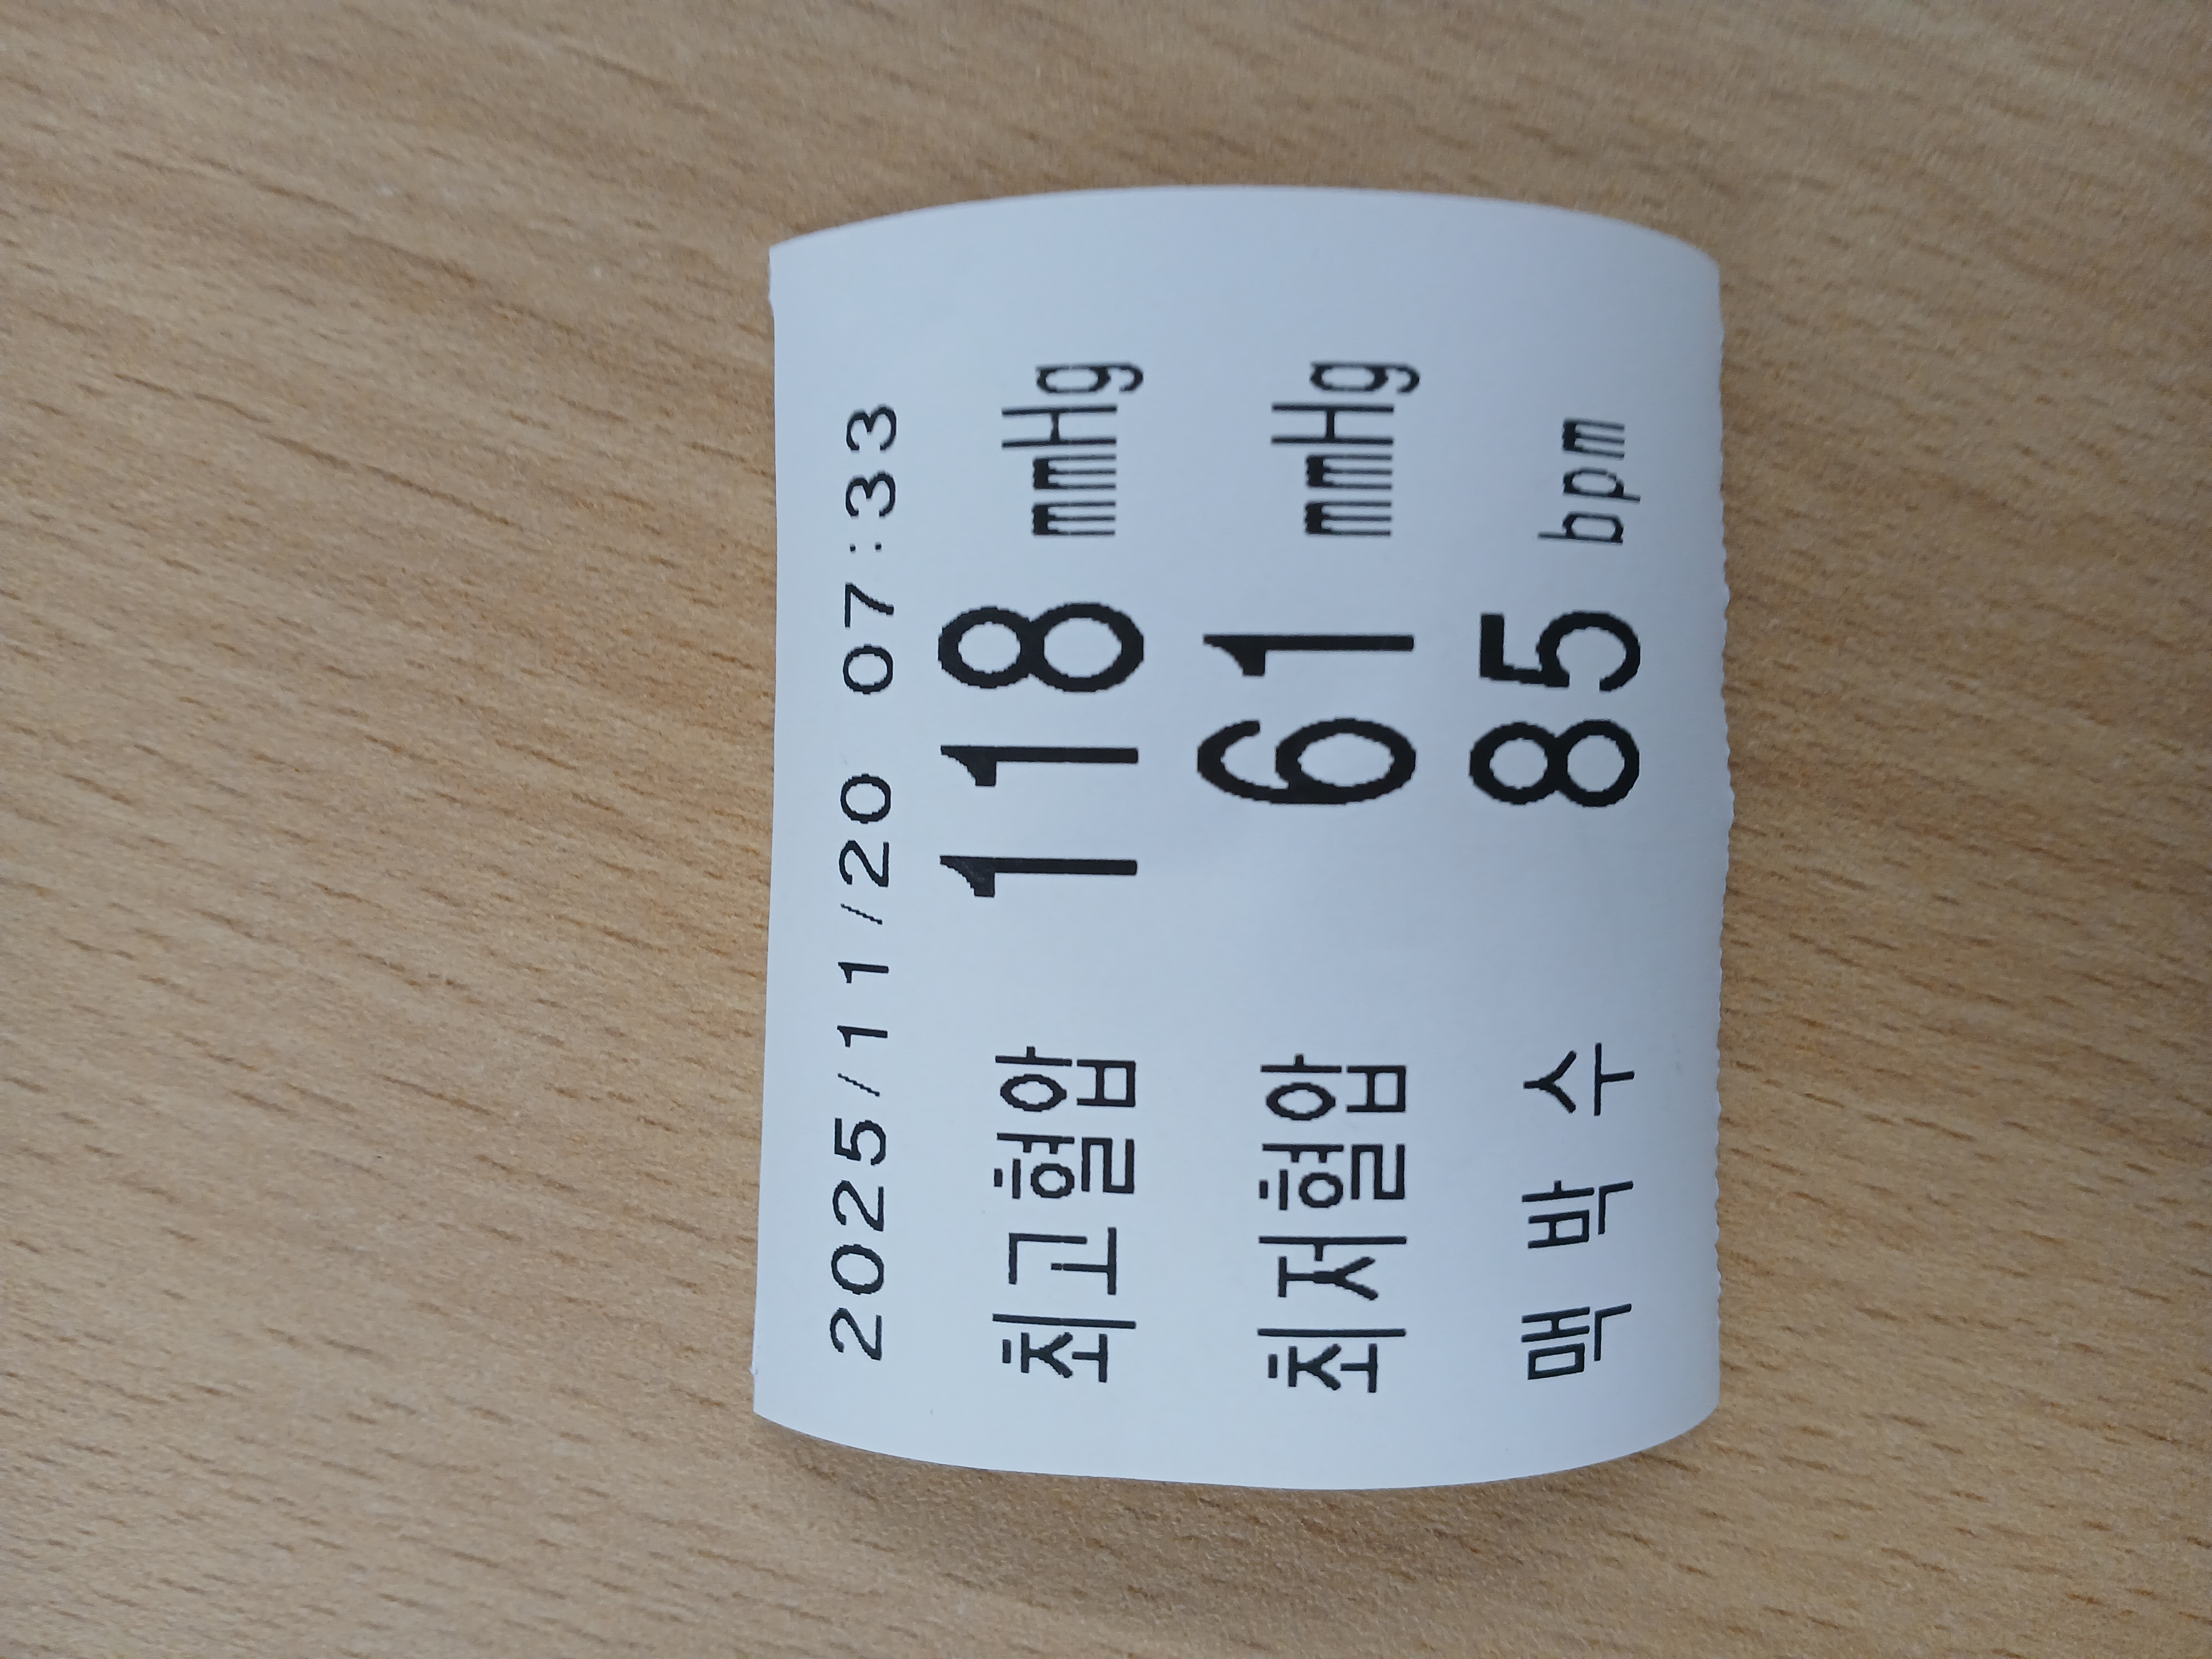 2025/11/20 07:33
최고혈압 118 mmHg
최저혈압 61 mmHg
맥 박 수 85 bpm